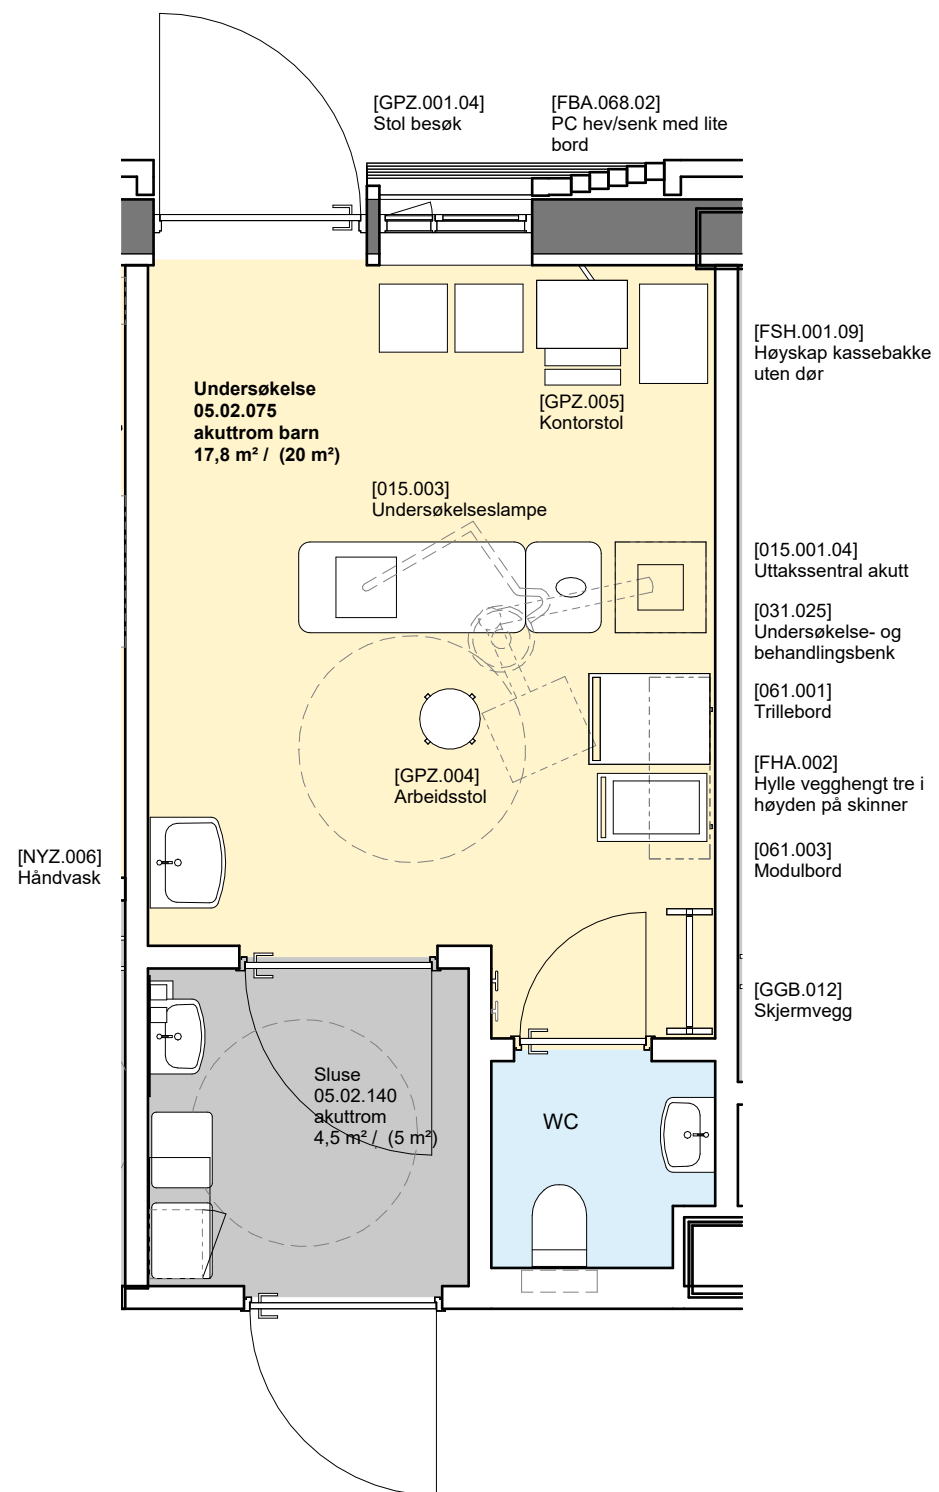 [GPZ.001.04]
Stol besøk
[FBA.068.02]
PC hev/senk med lite
bord
[FSH.001.09]
Høyskap kassebakke
uten dør
Undersøkelse
05.02.075
akuttrom barn
17,8 m² / (20 m²)
[GPZ.005]
Kontorstol
[015.003]
Undersøkelseslampe
[015.001.04]
Uttakssentral akutt
[031.025]
Undersøkelse- og
behandlingsbenk
[061.001]
Trillebord
[GPZ.004]
Arbeidsstol
[FHA.002]
Hylle vegghengt tre i
høyden på skinner
[NYZ.006]
Håndvask
[061.003]
Modulbord
[GGB.012]
Skjermvegg
Sluse
05.02.140
akuttrom
4,5 m² / (5 m²)
WC